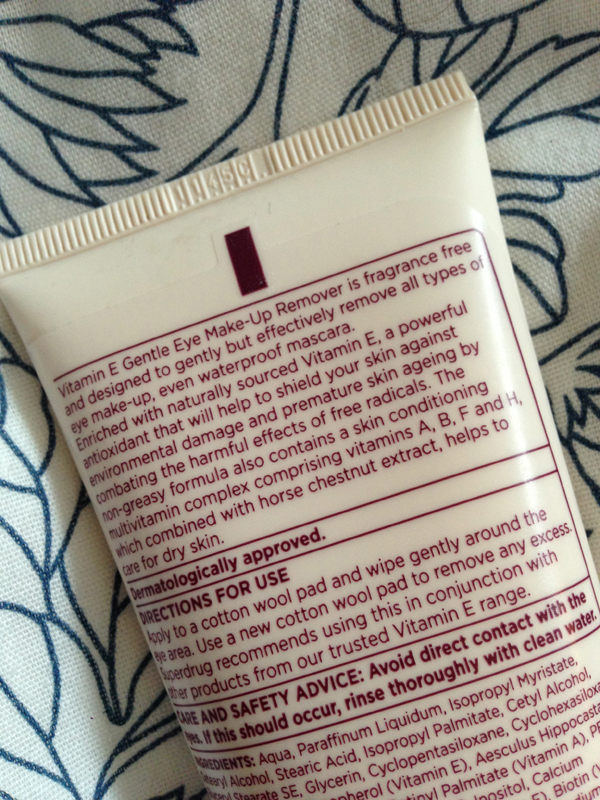 Vitamin E Gentle Eye Make-Up Remover is fragrance free
and designed to gently but effectively remove all types of
eye make-up, even waterproof mascara.
Enriched with naturally sourced Vitamin E, a powerful
antioxidant that will help to shield your skin against
environmental damage and premature skin ageing by
combating the harmful effects of free radicals. The
non-greasy formula also contains a skin conditioning
multivitamin complex comprising vitamins A, B, F and H,
which combined with horse chestnut extract, helps to
care for dry skin.
Dermatologically approved.
DIRECTIONS FOR USE
Apply to a cotton wool pad and wipe gently around the
eye area. Use a new cotton wool pad to remove any excess.
Superdrug recommends using this in conjunction with
other products from our trusted Vitamin E range.
CARE AND SAFETY ADVICE: Avoid direct contact with the
eyes. If this should occur, rinse thoroughly with clean water.
INGREDIENTS: Aqua, Paraffinum Liquidum, Isopropyl Myristate,
Alcohol, Stearic Acid, Isopropyl Palmitate, Cetyl Alcohol,
Stearate SE, Glycerin, Cyclopentasiloxane, Cyclohexasiloxa
pherol (Vitamin E), Aesculus Hippocasta
tinyl Palmitate (Vitamin A), P
ositol, Calcium
E), Biotin (V